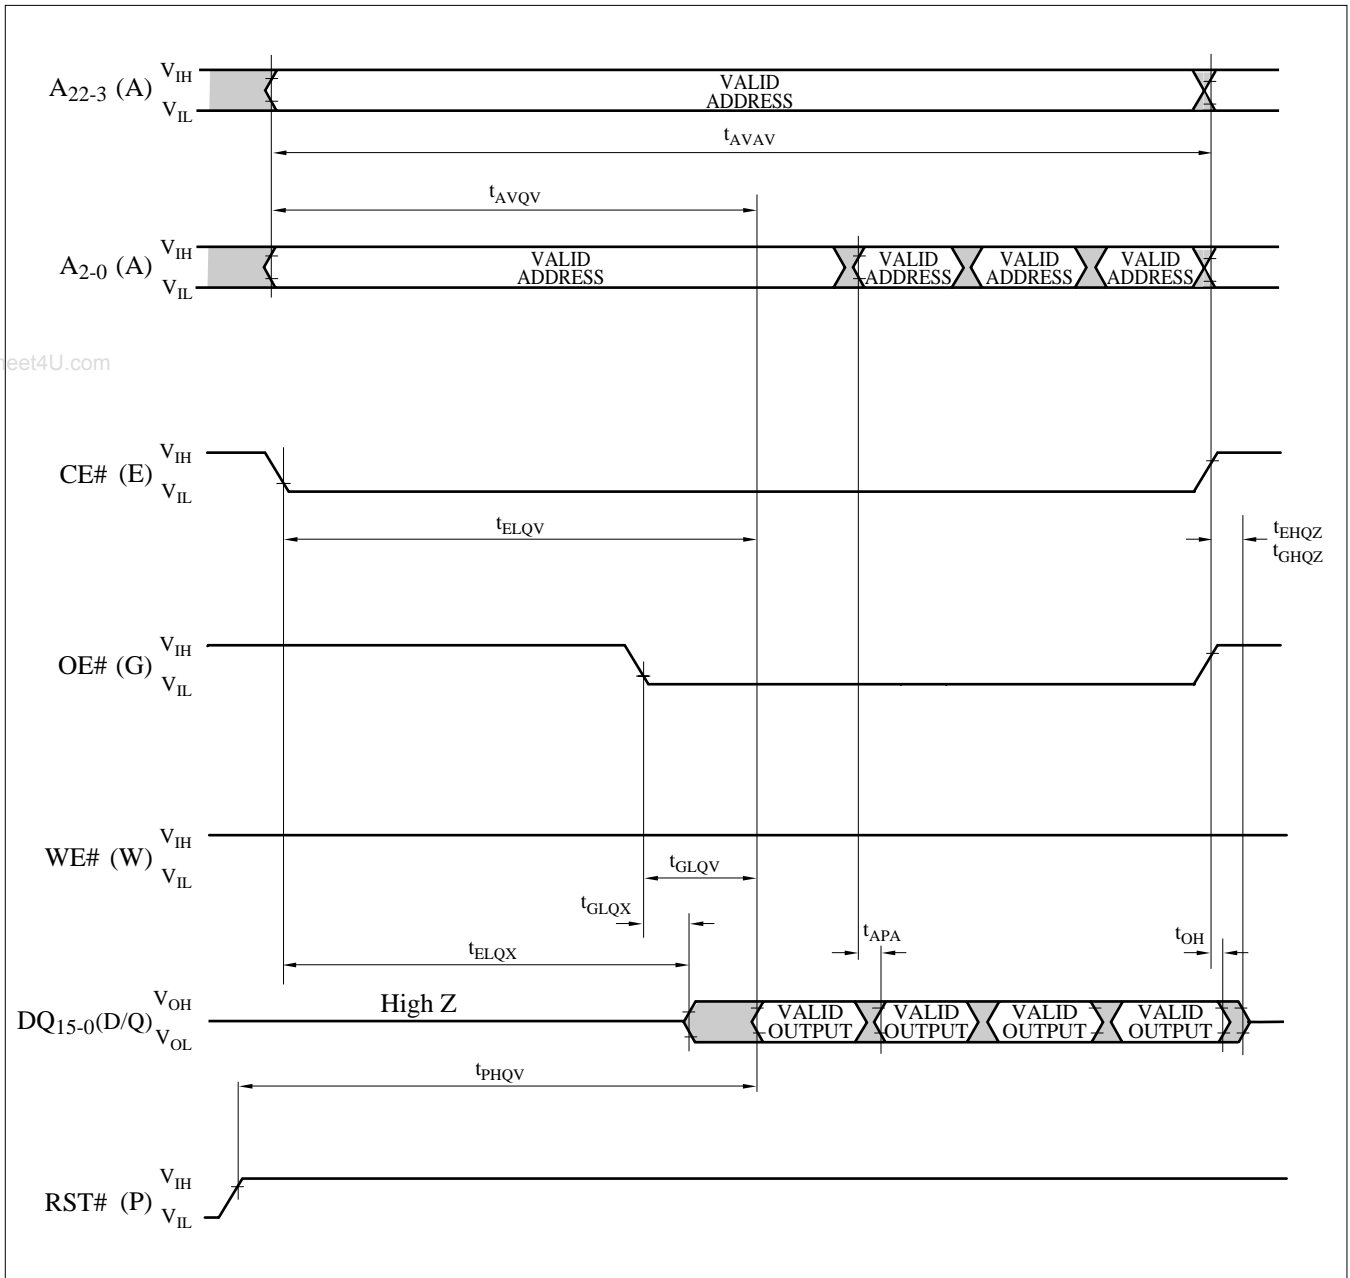 VIH
A22-3 (A)
VIL
VALID
ADDRESS
tAVAV
tAVQV
VIH
A2-0 (A)
VIL
VALID
ADDRESS
VALID
ADDRESS
VALID
ADDRESS
VALID
ADDRESS
eet4U.com
VIH
CE# (E)
VIL
tELQV
tEHQZ
tGHQZ
VIH
OE# (G)
VIL
VIH
WE# (W)
VIL
tGLQV
tGLQX
tELQX
tAPA
tOH
VOH
DQ15-0(D/Q)
VOL
High Z
VALID
OUTPUT
VALID
OUTPUT
VALID
OUTPUT
VALID
OUTPUT
tPHQV
VIH
RST# (P)
VIL